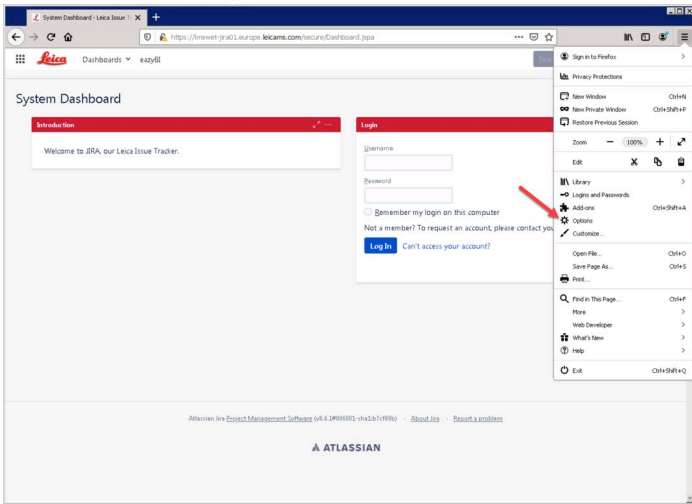 System Dashboard - Leica Issue Tr
https://lmswet-jira01.europe.leicams.com/secure/Dashboard.jspa
Leica Dashboards eazyBI
System Dashboard
Introduction
Welcome to JIRA, our Leica Issue Tracker.
Login
Username
Password
Remember my login on this computer
Not a member? To request an account, please contact you
Log In Can't access your account?
Sign in to Firefox
Privacy Protections
New Window Ctrl+N
New Private Window Ctrl+Shift+P
Restore Previous Session
Zoom 100%
Edit
Library
Logins and Passwords
Add-ons Ctrl+Shift+A
Options
Customize...
Open File... Ctrl+O
Save Page As... Ctrl+S
Print...
Find in This Page... Ctrl+F
More
Web Developer
What's New
Help
Exit Ctrl+Shift+Q
Atlassian Jira Project Management Software - About Jira - Report a problem
ATLASSIAN